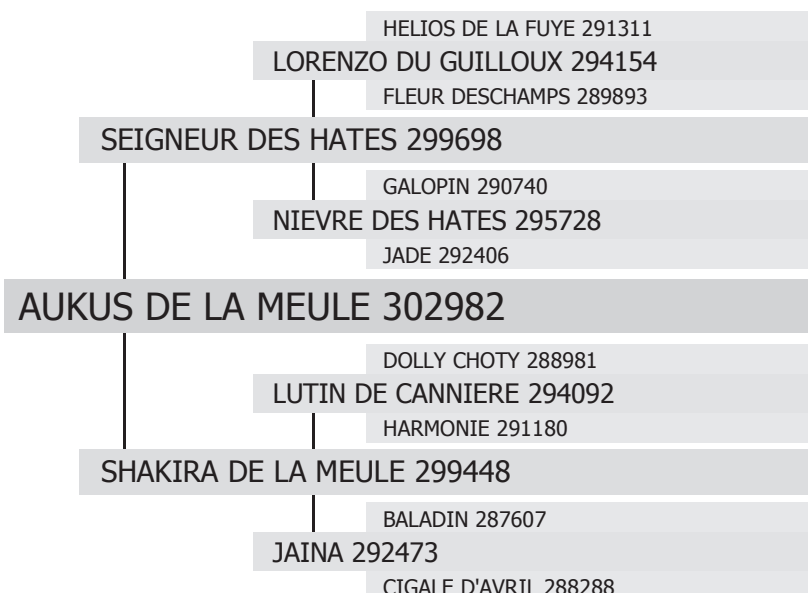 HELIOS DE LA FUYE 291311
LORENZO DU GUILLOUX 294154
FLEUR DESCHAMPS 289893
SEIGNEUR DES HATES 299698
GALOPIN 290740
NIEVRE DES HATES 295728
JADE 292406
AUKUS DE LA MEULE 302982
DOLLY CHOTY 288981
LUTIN DE CANNIERE 294092
HARMONIE 291180
SHAKIRA DE LA MEULE 299448
BALADIN 287607
JAINA 292473
CIGALE D'AVRIL 288288